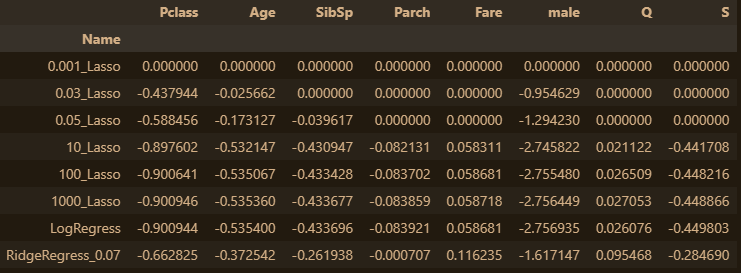 Pclass Age SibSp Parch Fare male Q S
Name
0.001_Lasso 0.000000 0.000000 0.000000 0.000000 0.000000 0.000000 0.000000 0.000000
0.03_Lasso -0.437944 -0.025662 0.000000 0.000000 0.000000 -0.954629 0.000000 0.000000
0.05_Lasso -0.588456 -0.173127 -0.039617 0.000000 0.000000 -1.294230 0.000000 0.000000
10_Lasso -0.897602 -0.532147 -0.430947 -0.082131 0.058311 -2.745822 0.021122 -0.441708
100_Lasso -0.900641 -0.535067 -0.433428 -0.083702 0.058681 -2.755480 0.026509 -0.448216
1000_Lasso -0.900946 -0.535360 -0.433677 -0.083859 0.058718 -2.756449 0.027053 -0.448866
LogRegress -0.900944 -0.535400 -0.433696 -0.083921 0.058681 -2.756935 0.026076 -0.449803
RidgeRegress_0.07 -0.662825 -0.372542 -0.261938 -0.000707 0.116235 -1.617147 0.095468 -0.284690